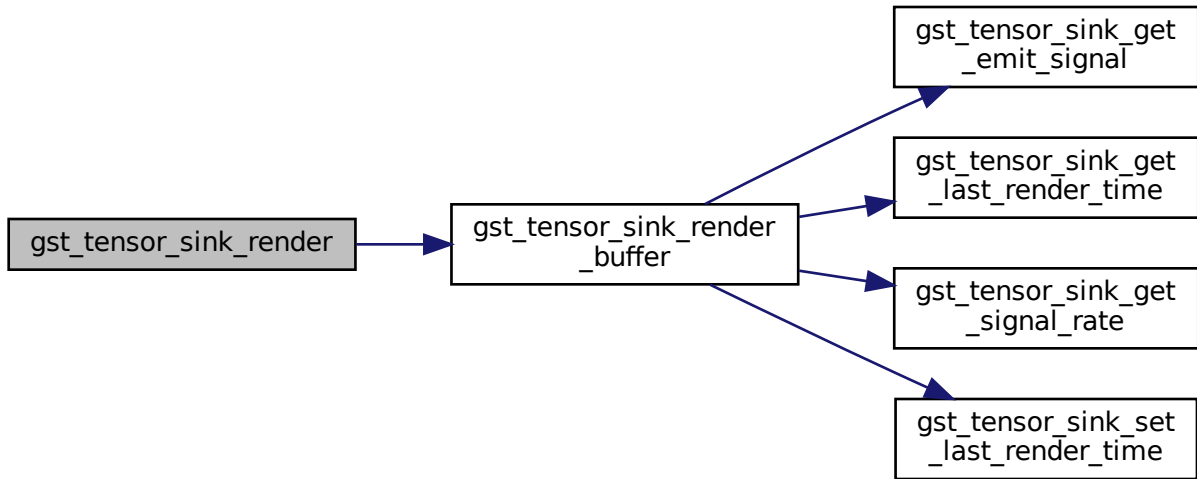 gst_tensor_sink_render
gst_tensor_sink_render
_buffer
gst_tensor_sink_get
_emit_signal
gst_tensor_sink_get
_last_render_time
gst_tensor_sink_get
_signal_rate
gst_tensor_sink_set
_last_render_time